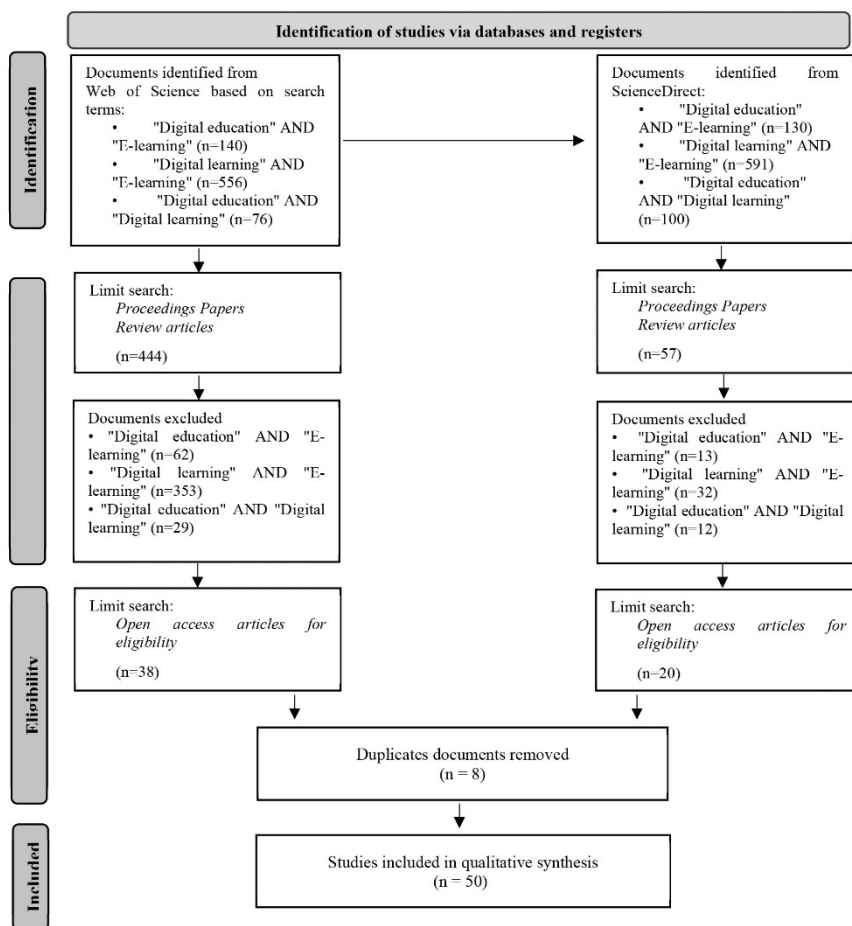 Identification of studies via databases and registers
Identification
Documents identified from
Web of Science based on search
terms:
• "Digital education" AND
"E-learning" (n=140)
• "Digital learning" AND
"E-learning" (n=556)
• "Digital education" AND
"Digital learning" (n=76)
Documents identified from
ScienceDirect:
• "Digital education"
AND "E-learning" (n=130)
• "Digital learning" AND
"E-learning" (n=591)
• "Digital education"
AND "Digital learning"
(n=100)
Limit search:
Proceedings Papers
Review articles
(n=444)
Limit search:
Proceedings Papers
Review articles
(n=57)
Documents excluded
• "Digital education" AND "E-
learning" (n=62)
• "Digital learning" AND "E-
learning" (n=353)
• "Digital education" AND "Digital
learning" (n=29)
Documents excluded
• "Digital education" AND "E-
learning" (n=13)
• "Digital learning" AND "E-
learning" (n=32)
• "Digital education" AND "Digital
learning" (n=12)
Eligibility
Limit search:
Open access articles for
eligibility
(n=38)
Limit search:
Open access articles for
eligibility
(n=20)
Duplicates documents removed
(n = 8)
Included
Studies included in qualitative synthesis
(n = 50)